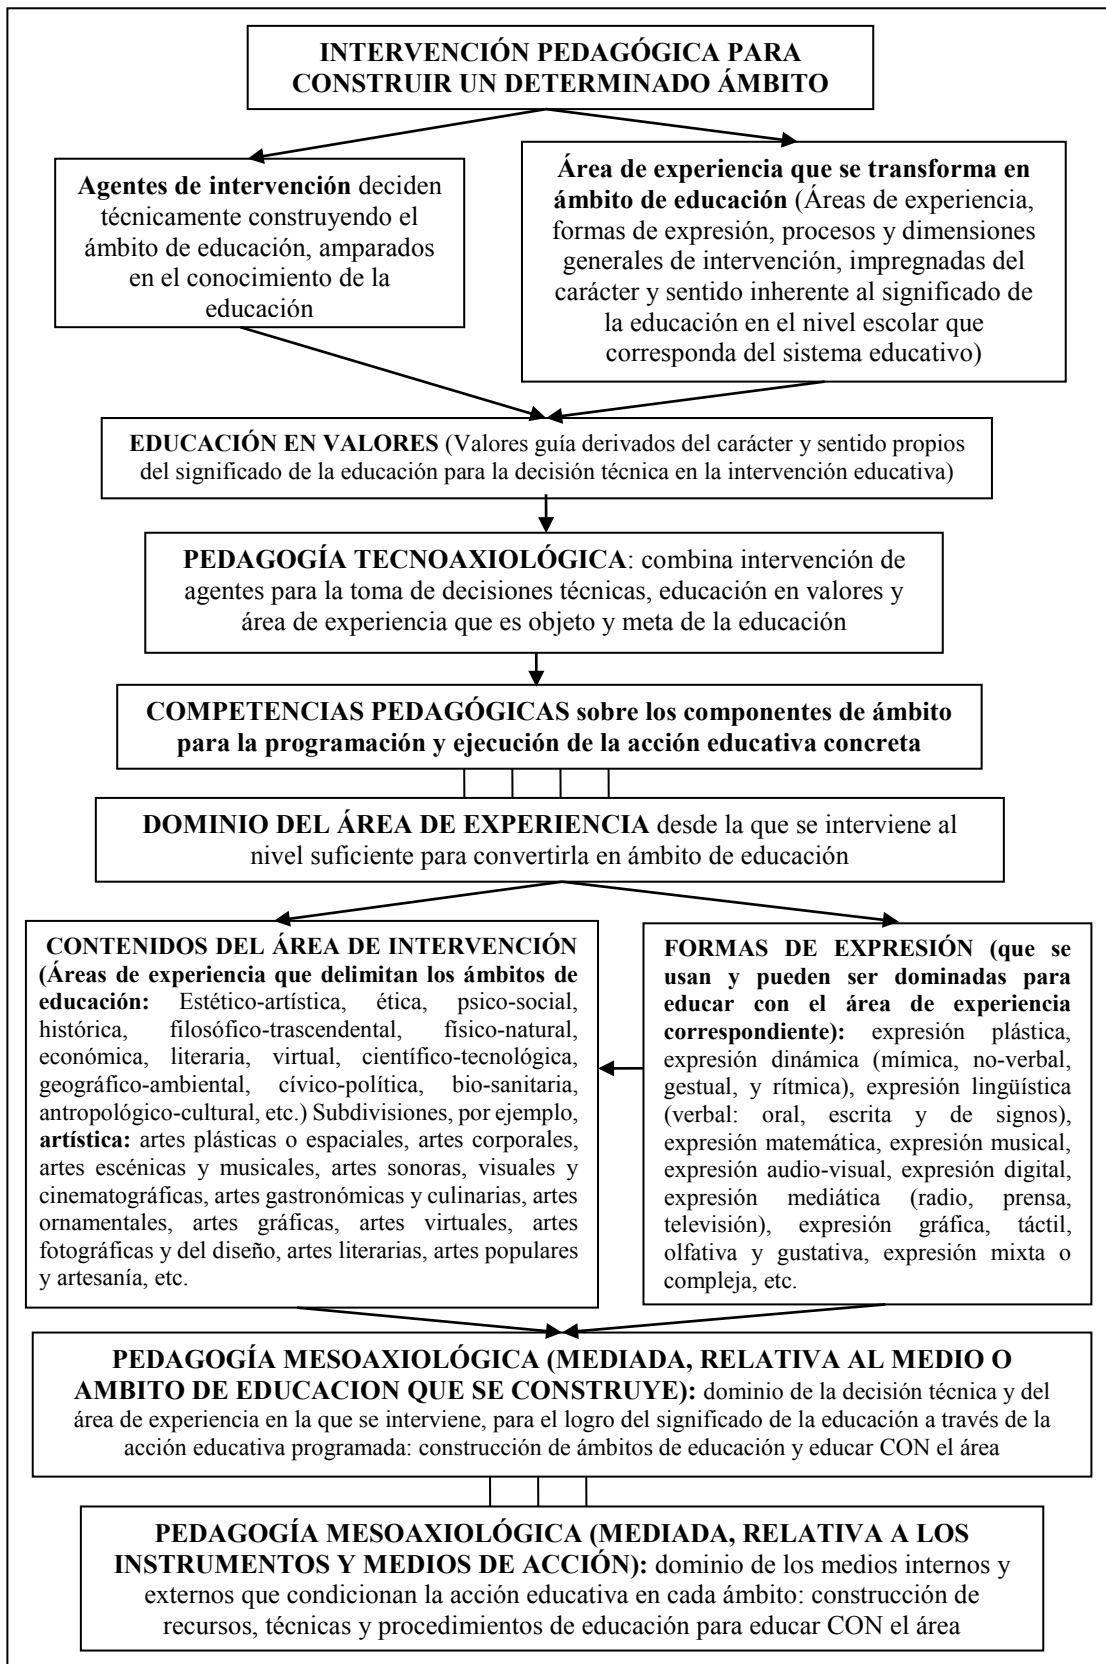 INTERVENCIÓN PEDAGÓGICA PARA
CONSTRUIR UN DETERMINADO ÁMBITO
Agentes de intervención deciden
técnicamente construyendo el
ámbito de educación, amparados
en el conocimiento de la
educación
Área de experiencia que se transforma en
ámbito de educación (Áreas de experiencia,
formas de expresión, procesos y dimensiones
generales de intervención, impregnadas del
carácter y sentido inherente al significado de
la educación en el nivel escolar que
corresponda del sistema educativo)
EDUCACIÓN EN VALORES (Valores guía derivados del carácter y sentido propios
del significado de la educación para la decisión técnica en la intervención educativa)
PEDAGOGÍA TECNOAXIOLÓGICA: combina intervención de
agentes para la toma de decisiones técnicas, educación en valores y
área de experiencia que es objeto y meta de la educación
COMPETENCIAS PEDAGÓGICAS sobre los componentes de ámbito
para la programación y ejecución de la acción educativa concreta
DOMINIO DEL ÁREA DE EXPERIENCIA desde la que se interviene al
nivel suficiente para convertirla en ámbito de educación
CONTENIDOS DEL ÁREA DE INTERVENCIÓN
(Áreas de experiencia que delimitan los ámbitos de
educación: Estético-artística, ética, psico-social,
histórica, filosófico-trascendental, físico-natural,
económica, literaria, virtual, científico-tecnológica,
geográfico-ambiental, cívico-política, bio-sanitaria,
antropológico-cultural, etc.) Subdivisiones, por ejemplo,
artística: artes plásticas o espaciales, artes corporales,
artes escénicas y musicales, artes sonoras, visuales y
cinematográficas, artes gastronómicas y culinarias, artes
ornamentales, artes gráficas, artes virtuales, artes
fotográficas y del diseño, artes literarias, artes populares
y artesanía, etc.
FORMAS DE EXPRESIÓN (que se
usan y pueden ser dominadas para
educar con el área de experiencia
correspondiente): expresión plástica,
expresión dinámica (mímica, no-verbal,
gestual, y rítmica), expresión lingüística
(verbal: oral, escrita y de signos),
expresión matemática, expresión musical,
expresión audio-visual, expresión digital,
expresión mediática (radio, prensa,
televisión), expresión gráfica, táctil,
olfativa y gustativa, expresión mixta o
compleja, etc.
PEDAGOGÍA MESOAXIOLÓGICA (MEDIADA, RELATIVA AL MEDIO O
AMBITO DE EDUCACION QUE SE CONSTRUYE): dominio de la decisión técnica y del
área de experiencia en la que se interviene, para el logro del significado de la educación a través de la
acción educativa programada: construcción de ámbitos de educación y educar CON el área
PEDAGOGÍA MESOAXIOLÓGICA (MEDIADA, RELATIVA A LOS
INSTRUMENTOS Y MEDIOS DE ACCIÓN): dominio de los medios internos y
externos que condicionan la acción educativa en cada ámbito: construcción de
recursos, técnicas y procedimientos de educación para educar CON el área